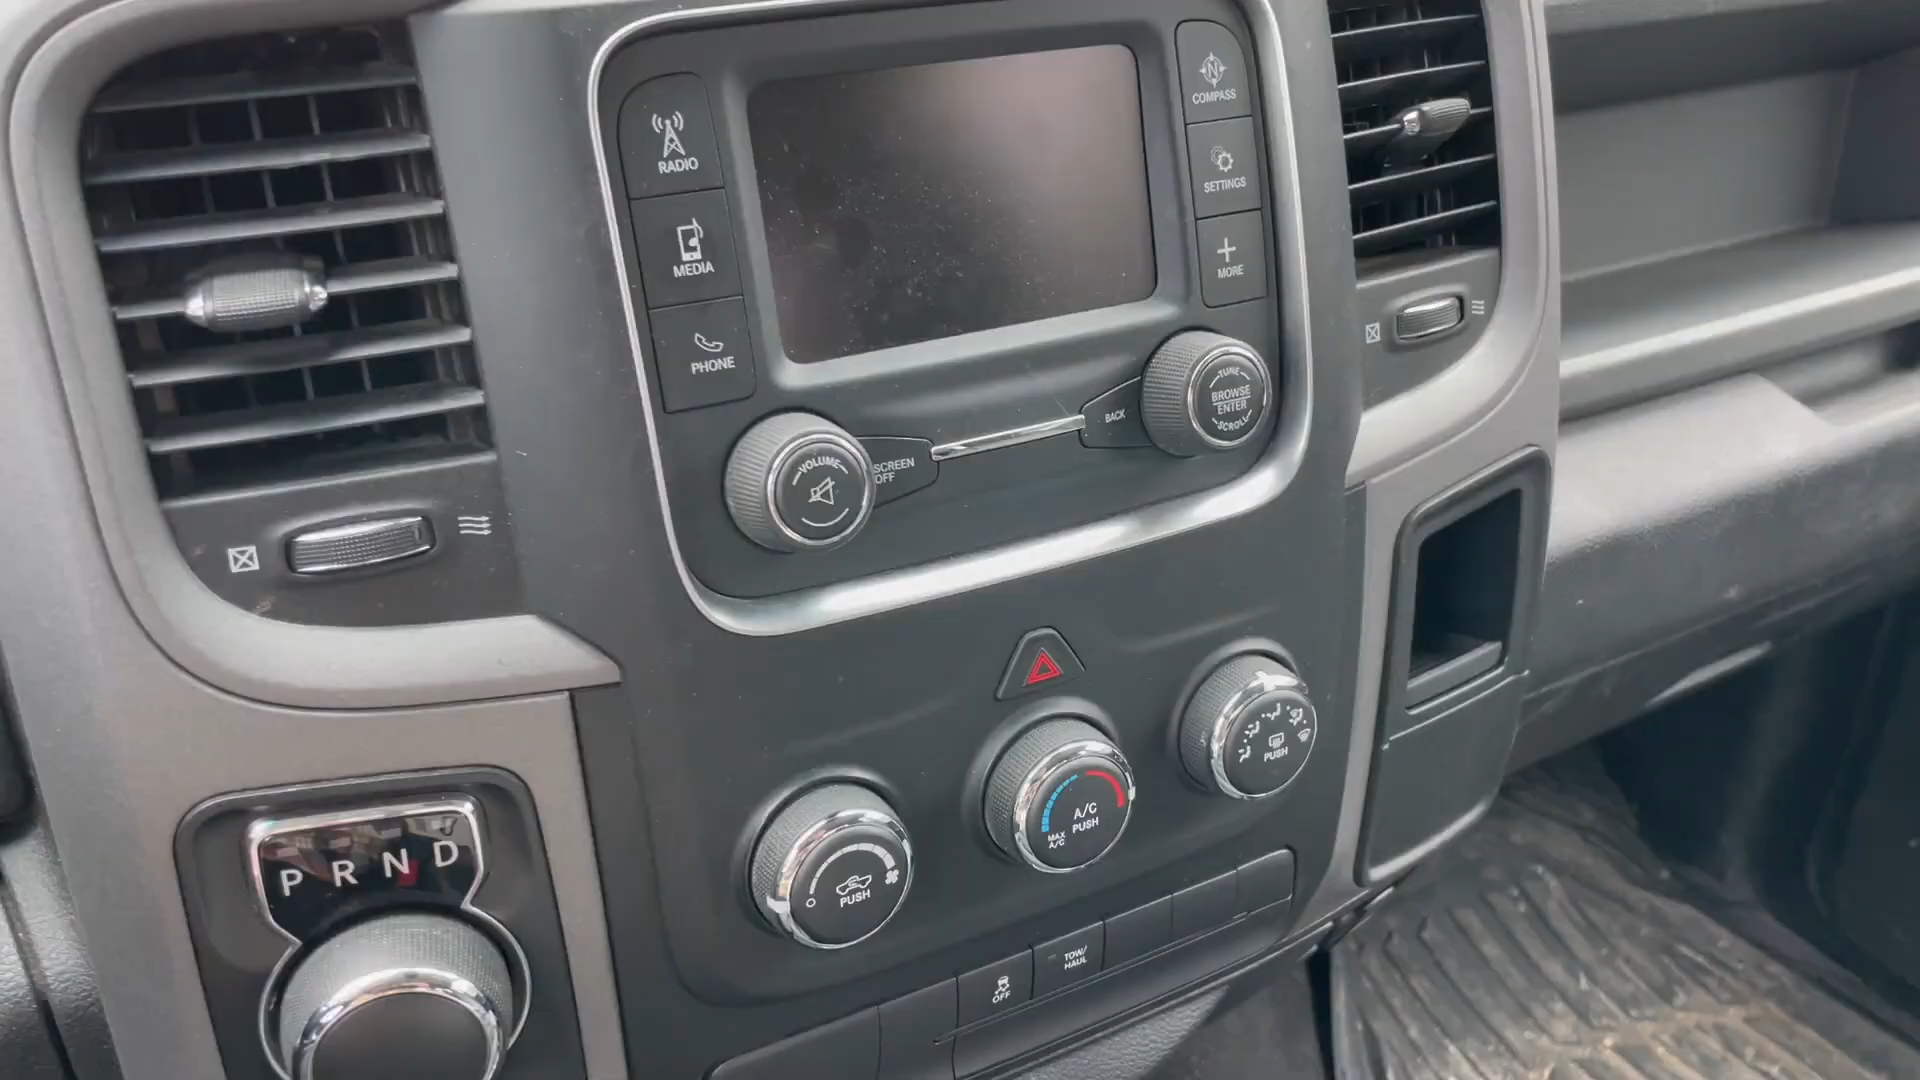 RADIO
MEDIA
PHONE
N
COMPASS
SETTINGS
MORE
VOLUME
SCREEN
OFF
BACK
TUNE
BROWSE
ENTER
SCROLL
PUSH
A/C
PUSH
MAX
A/C
PUSH
P R N D
OFF
TOW/
HAUL